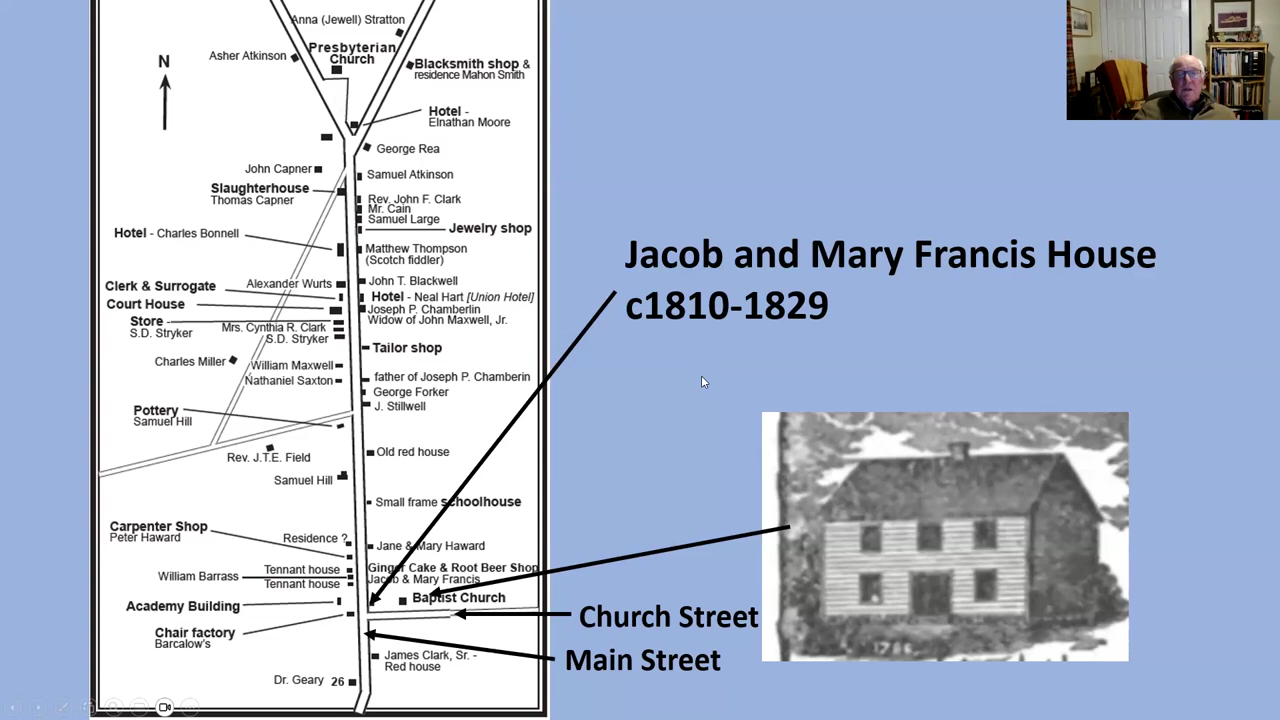 Anna (Jewell) Stratton
Presbyterian
Church
Asher Atkinson
N
Blacksmith shop &
residence Mahon Smith
Hotel -
Elnathan Moore
George Rea
John Capner
Samuel Atkinson
Slaughterhouse
Thomas Capner
Rev. John F. Clark
Mr. Cain
Samuel Large
Jewelry shop
Hotel - Charles Bonnell
Matthew Thompson
(Scotch fiddler)
Clerk & Surrogate
Alexander Wurts
John T. Blackwell
Court House
Hotel - Neal Hart [Union Hotel]
Joseph P. Chamberlin
Widow of John Maxwell, Jr.
Store
S.D. Stryker
Mrs. Cynthia R. Clark
S.D. Stryker
Tailor shop
Charles Miller
William Maxwell
Nathaniel Saxton
father of Joseph P. Chamberin
George Forker
J. Stillwell
Pottery
Samuel Hill
Rev. J.T.E. Field
Old red house
Samuel Hill
Small frame schoolhouse
Carpenter Shop
Peter Haward
Residence ?
Jane & Mary Haward
Tennant house
William Barrass
Tennant house
Ginger Cake & Root Beer Shop
Jacob & Mary Francis
Academy Building
Baptist Church
Chair factory
Barcalow's
James Clark, Sr. -
Red house
Dr. Geary 26
Jacob and Mary Francis House
c1810-1829
Church Street
Main Street
1786